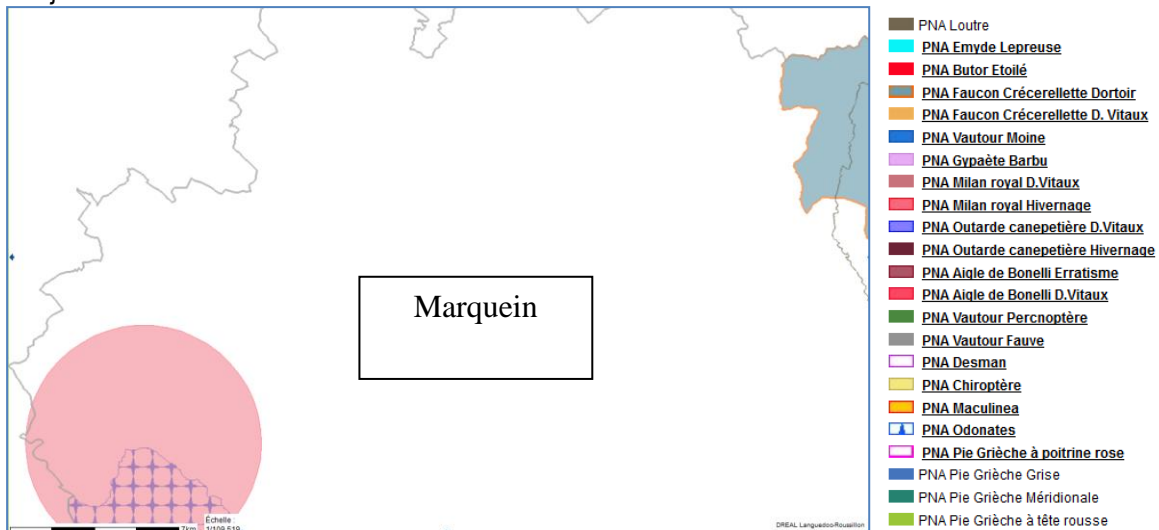 Marquein
7km
Échelle :
1/109 519
DREAL Languedoc-Roussillon
PNA Loutre
PNA Emyde Lepreuse
PNA Butor Etoilé
PNA Faucon Crécerellette Dortoir
PNA Faucon Crécerellette D. Vitaux
PNA Vautour Moine
PNA Gypaète Barbu
PNA Milan royal D.Vitaux
PNA Milan royal Hivernage
PNA Outarde canepetière D.Vitaux
PNA Outarde canepetière Hivernage
PNA Aigle de Bonelli Erratisme
PNA Aigle de Bonelli D.Vitaux
PNA Vautour Percnoptère
PNA Vautour Fauve
PNA Desman
PNA Chiroptère
PNA Maculinea
PNA Odonates
PNA Pie Grièche à poitrine rose
PNA Pie Grièche Grise
PNA Pie Grièche Méridionale
PNA Pie Grièche à tête rousse